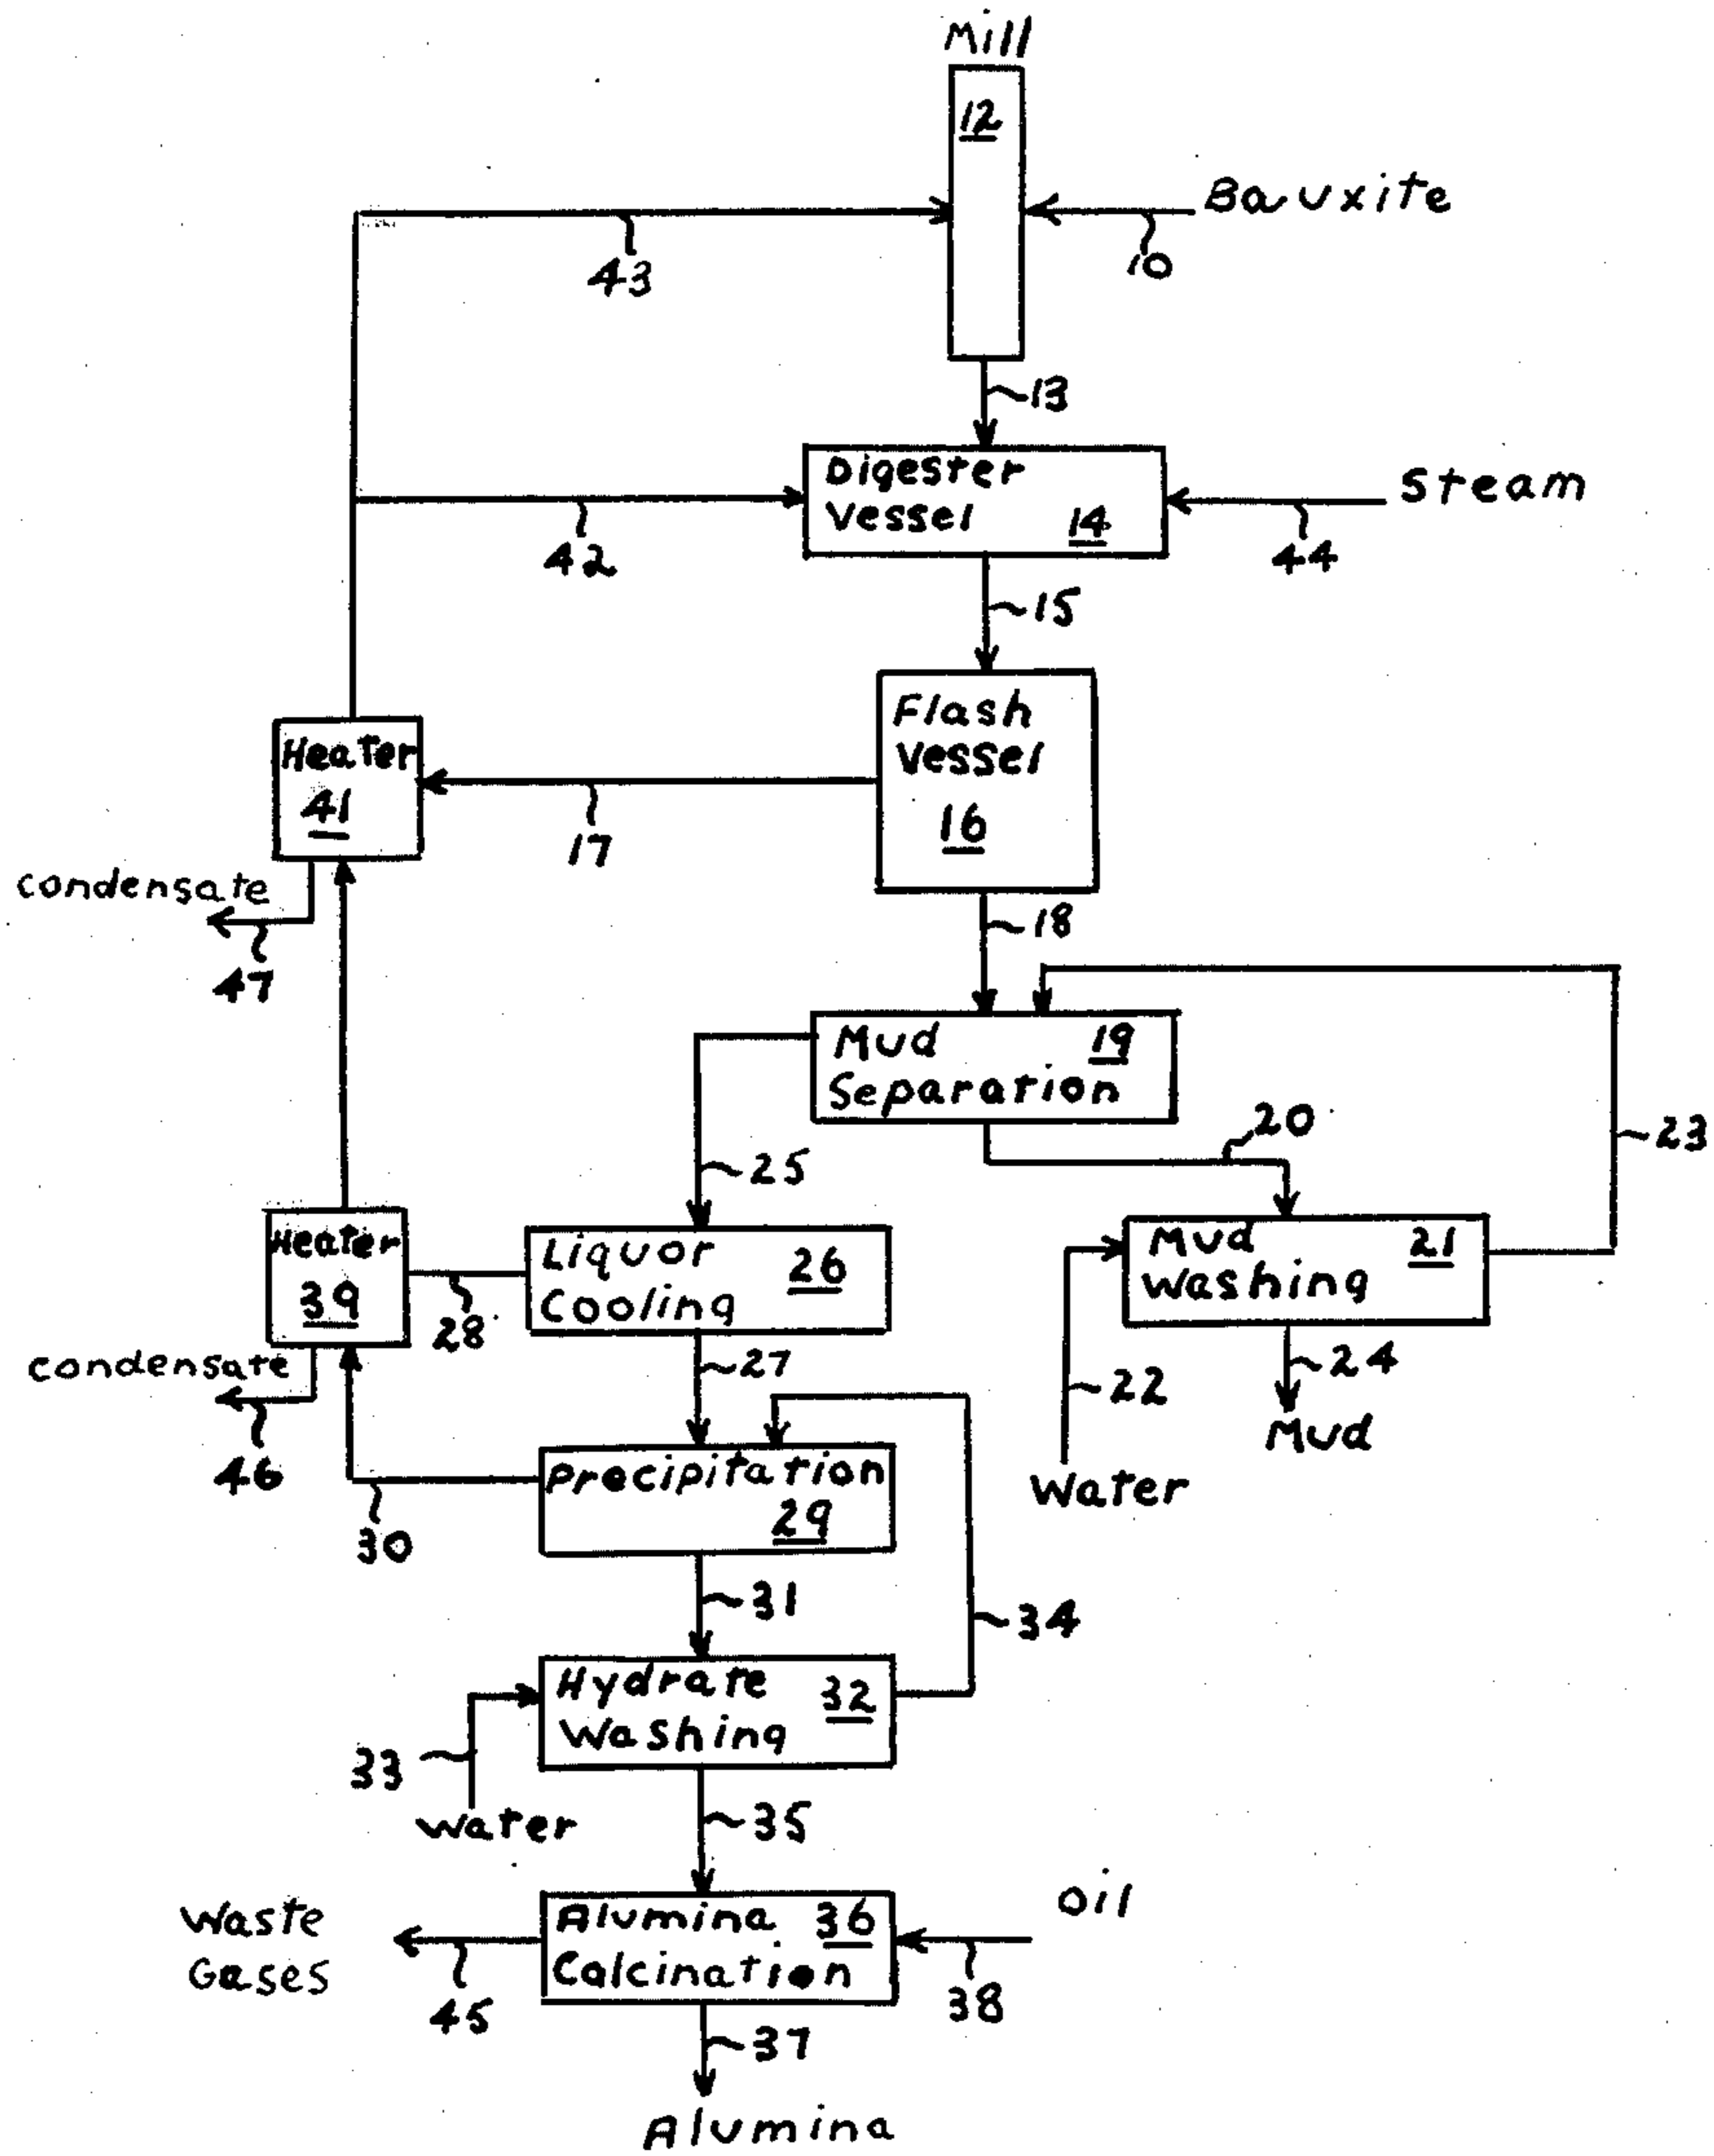 Mill
12
Bauxite
43
10
13
Digester
Vessel 14
Steam
42
44
15
Flash
Vessel
16
Heater
41
17
condensate
47
18
Mud 19
Separation
20
23
25
Heater
39
Liquor 26
Cooling
Mud 21
Washing
28
condensate
46
27
22
24
Mud
Water
Precipitation
29
30
31
34
Hydrate 32
Washing
33
Water
35
Waste
Gases
Alumina 36
Calcination
Oil
45
38
37
Alumina